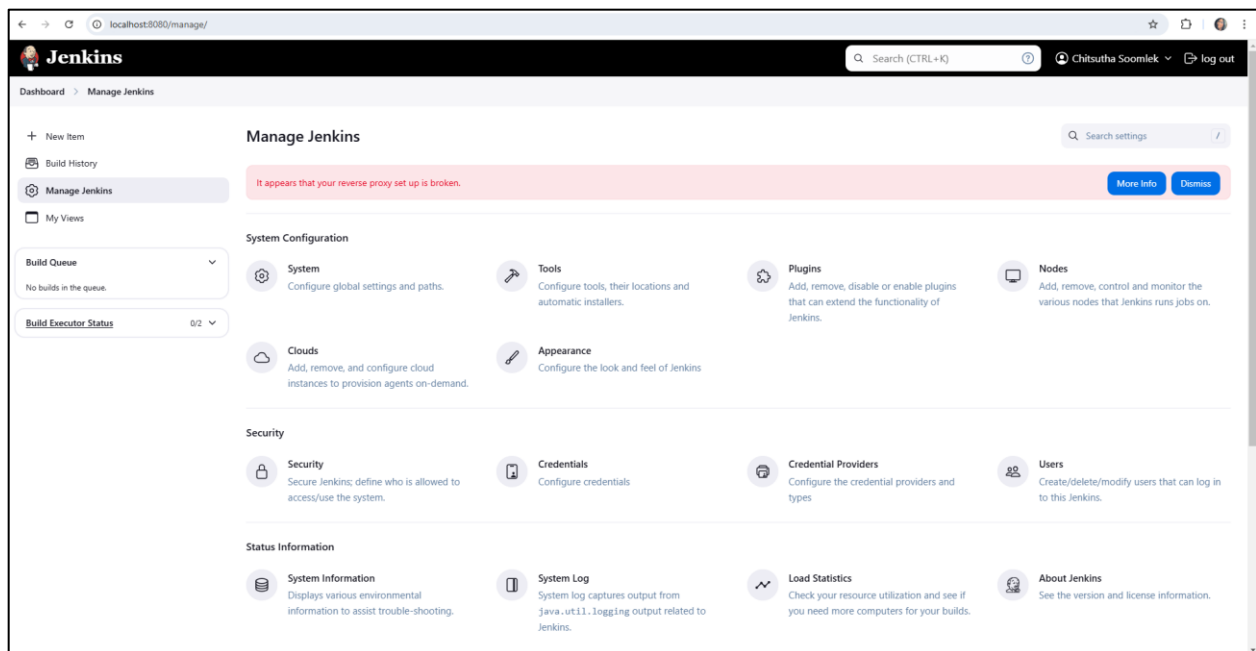 localhost:8080/manage/
Jenkins
Search (CTRL+K)
?
Chitsutha Soomlek
log out
Dashboard > Manage Jenkins
New Item
Build History
Manage Jenkins
My Views
Build Queue
No builds in the queue.
Build Executor Status
0/2
Manage Jenkins
Search settings
/
It appears that your reverse proxy set up is broken.
More Info
Dismiss
System Configuration
System
Configure global settings and paths.
Tools
Configure tools, their locations and
automatic installers.
Plugins
Add, remove, disable or enable plugins
that can extend the functionality of
Jenkins.
Nodes
Add, remove, control and monitor the
various nodes that Jenkins runs jobs on.
Clouds
Add, remove, and configure cloud
instances to provision agents on-demand.
Appearance
Configure the look and feel of Jenkins
Security
Security
Secure Jenkins; define who is allowed to
access/use the system.
Credentials
Configure credentials
Credential Providers
Configure the credential providers and
types
Users
Create/delete/modify users that can log in
to this Jenkins.
Status Information
System Information
Displays various environmental
information to assist trouble-shooting.
System Log
System log captures output from
java.util.logging output related to
Jenkins.
Load Statistics
Check your resource utilization and see if
you need more computers for your builds.
About Jenkins
See the version and license information.